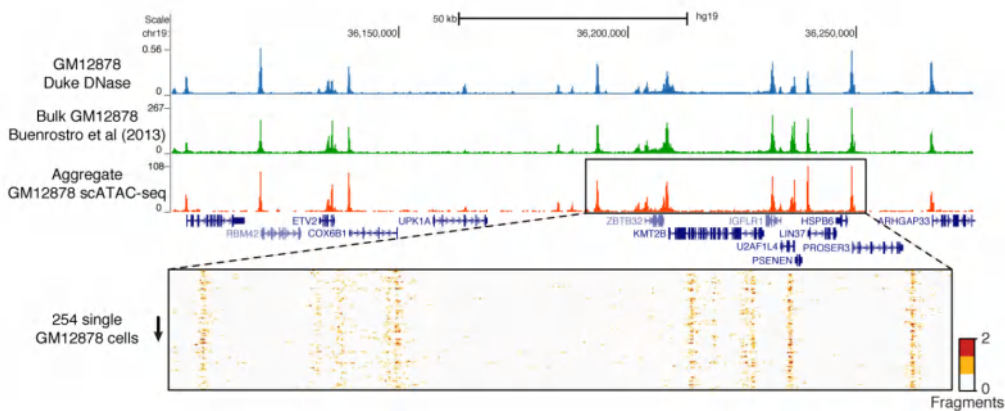 Scale
50 kb
hg19
chr19:
36,150,000
36,200,000
36,250,000
GM12878
Duke DNase
0.56
0
Bulk GM12878
Buenrostro et al (2013)
267
0
Aggregate
GM12878 scATAC-seq
108
0
ETV2
UPK1A
ZBTB32
IGFLR1
HSPB6
ARHGAP33
RBM42
COX6B1
KMT2B
LIN37
U2AF1L4
PROSER3
PSENEN
254 single
GM12878 cells
2
0
Fragments